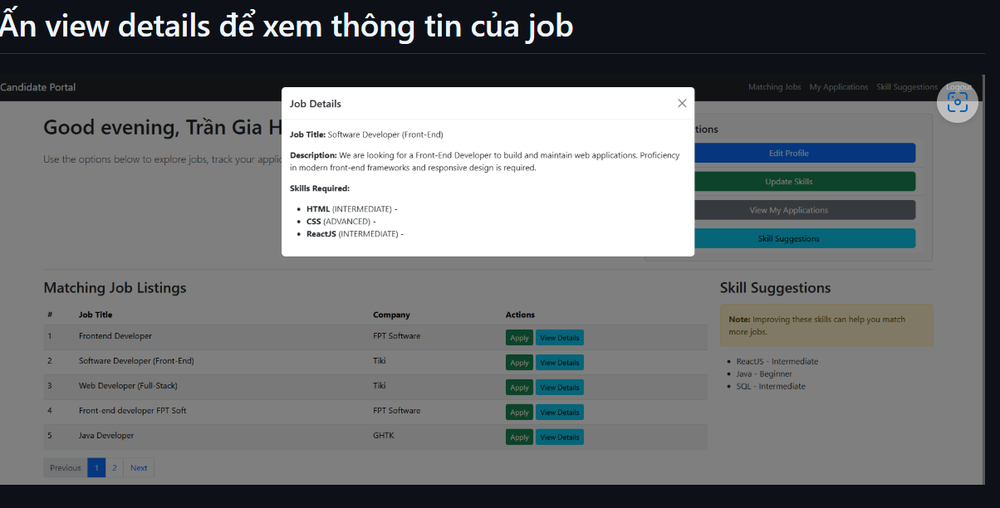 Ấn view details để xem thông tin của job
Candidate Portal
Matching Jobs My Applications Skill Suggestions Logout
Job Details
Good evening, Trần Gia H
Use the options below to explore jobs, track your applic
Job Title: Software Developer (Front-End)
Description: We are looking for a Front-End Developer to build and maintain web applications. Proficiency
in modern front-end frameworks and responsive design is required.
Skills Required:
HTML (INTERMEDIATE) -
CSS (ADVANCED) -
ReactJS (INTERMEDIATE) -
tions
Edit Profile
Update Skills
View My Applications
Skill Suggestions
Matching Job Listings
# Job Title Company Actions
1 Frontend Developer FPT Software Apply View Details
2 Software Developer (Front-End) Tiki Apply View Details
3 Web Developer (Full-Stack) Tiki Apply View Details
4 Front-end developer FPT Soft FPT Software Apply View Details
5 Java Developer GHTK Apply View Details
Previous 1 2 Next
Skill Suggestions
Note: Improving these skills can help you match
more jobs.
ReactJS - Intermediate
Java - Beginner
SQL - Intermediate